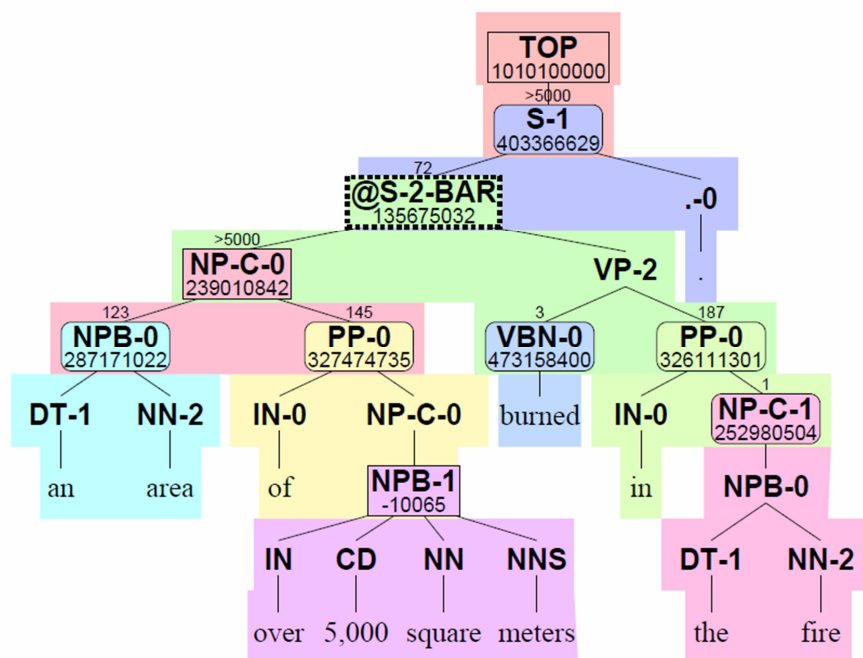 TOP
1010100000
>5000
S-1
403366629
72
@S-2-BAR
135675032
.-0
.
>5000
NP-C-0
239010842
VP-2
123
145
3
187
NPB-0
287171022
PP-0
327474735
VBN-0
473158400
PP-0
326111301
1
DT-1 NN-2 IN-0 NP-C-0 burned IN-0 NP-C-1
252980504
an area of NPB-1
-10065
in NPB-0
IN CD NN NNS DT-1 NN-2
over 5,000 square meters the fire